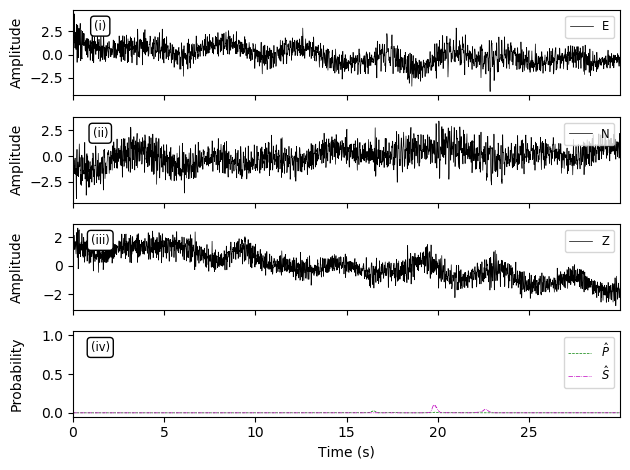 (i)
E
Amplitude
2.5
0.0
−2.5
(ii)
N
Amplitude
2.5
0.0
−2.5
(iii)
Z
Amplitude
2
0
−2
(iv)
P̂
Ŝ
Probability
1.0
0.5
0.0
0 5 10 15 20 25
Time (s)